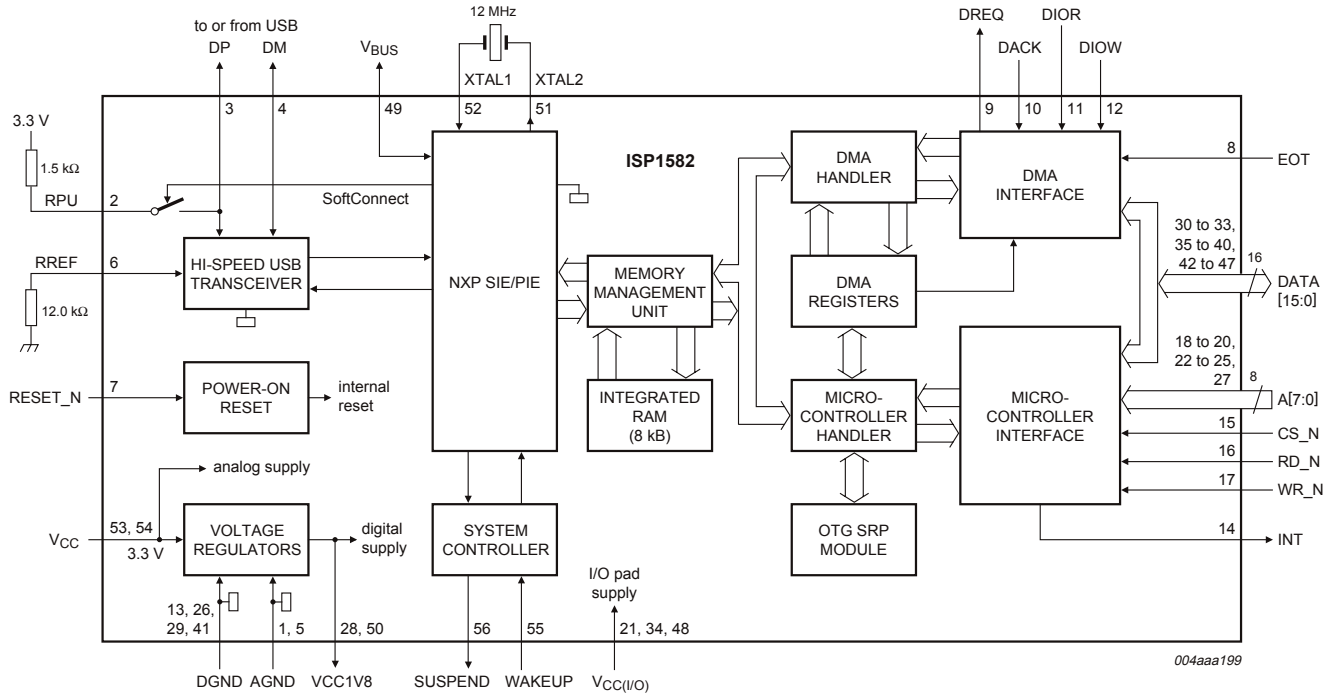 to or from USB
DP
DM
VBUS
12 MHz
XTAL1
XTAL2
DREQ
DIOR
DACK
DIOW
3
4
49
52
51
9
10
11
12
3.3 V
1.5 kΩ
RPU
2
SoftConnect
ISP1582
DMA
HANDLER
DMA
INTERFACE
8
EOT
RREF
6
12.0 kΩ
HI-SPEED USB
TRANSCEIVER
NXP SIE/PIE
MEMORY
MANAGEMENT
UNIT
DMA
REGISTERS
30 to 33,
35 to 40,
42 to 47
16
DATA
[15:0]
RESET_N
7
POWER-ON
RESET
internal
reset
INTEGRATED
RAM
(8 kB)
MICRO-
CONTROLLER
HANDLER
MICRO-
CONTROLLER
INTERFACE
18 to 20,
22 to 25,
27
8
A[7:0]
15
CS_N
16
RD_N
17
WR_N
14
INT
analog supply
VCC
53, 54
3.3 V
VOLTAGE
REGULATORS
digital
supply
SYSTEM
CONTROLLER
OTG SRP
MODULE
I/O pad
supply
13, 26,
29, 41
1, 5
28, 50
56
55
21, 34, 48
DGND
AGND
VCC1V8
SUSPEND
WAKEUP
VCC(I/O)
004aaa199